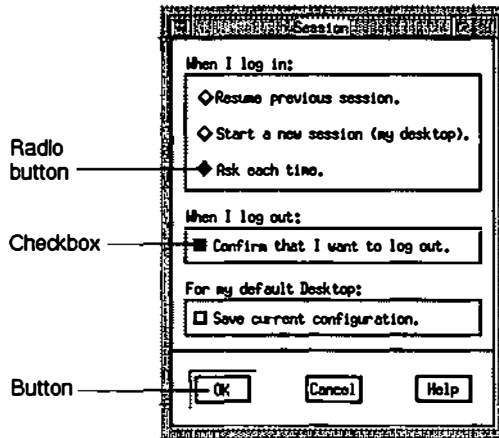 Session
When I log in:
Resume previous session.
Start a new session (my desktop).
Ask each time.
Radio
button
When I log out:
Checkbox
Confirm that I want to log out.
For my default Desktop:
Save current configuration.
Button
OK
Cancel
Help